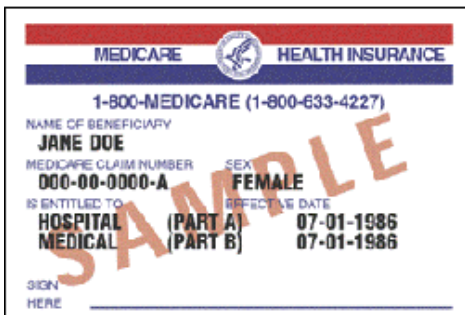 MEDICARE HEALTH INSURANCE
1-800-MEDICARE (1-800-633-4227)
NAME OF BENEFICIARY
JANE DOE
MEDICARE CLAIM NUMBER SEX
000-00-0000-A FEMALE
IS ENTITLED TO EFFECTIVE DATE
HOSPITAL (PART A) 07-01-1986
MEDICAL (PART B) 07-01-1986
SIGN
HERE
SAMPLE